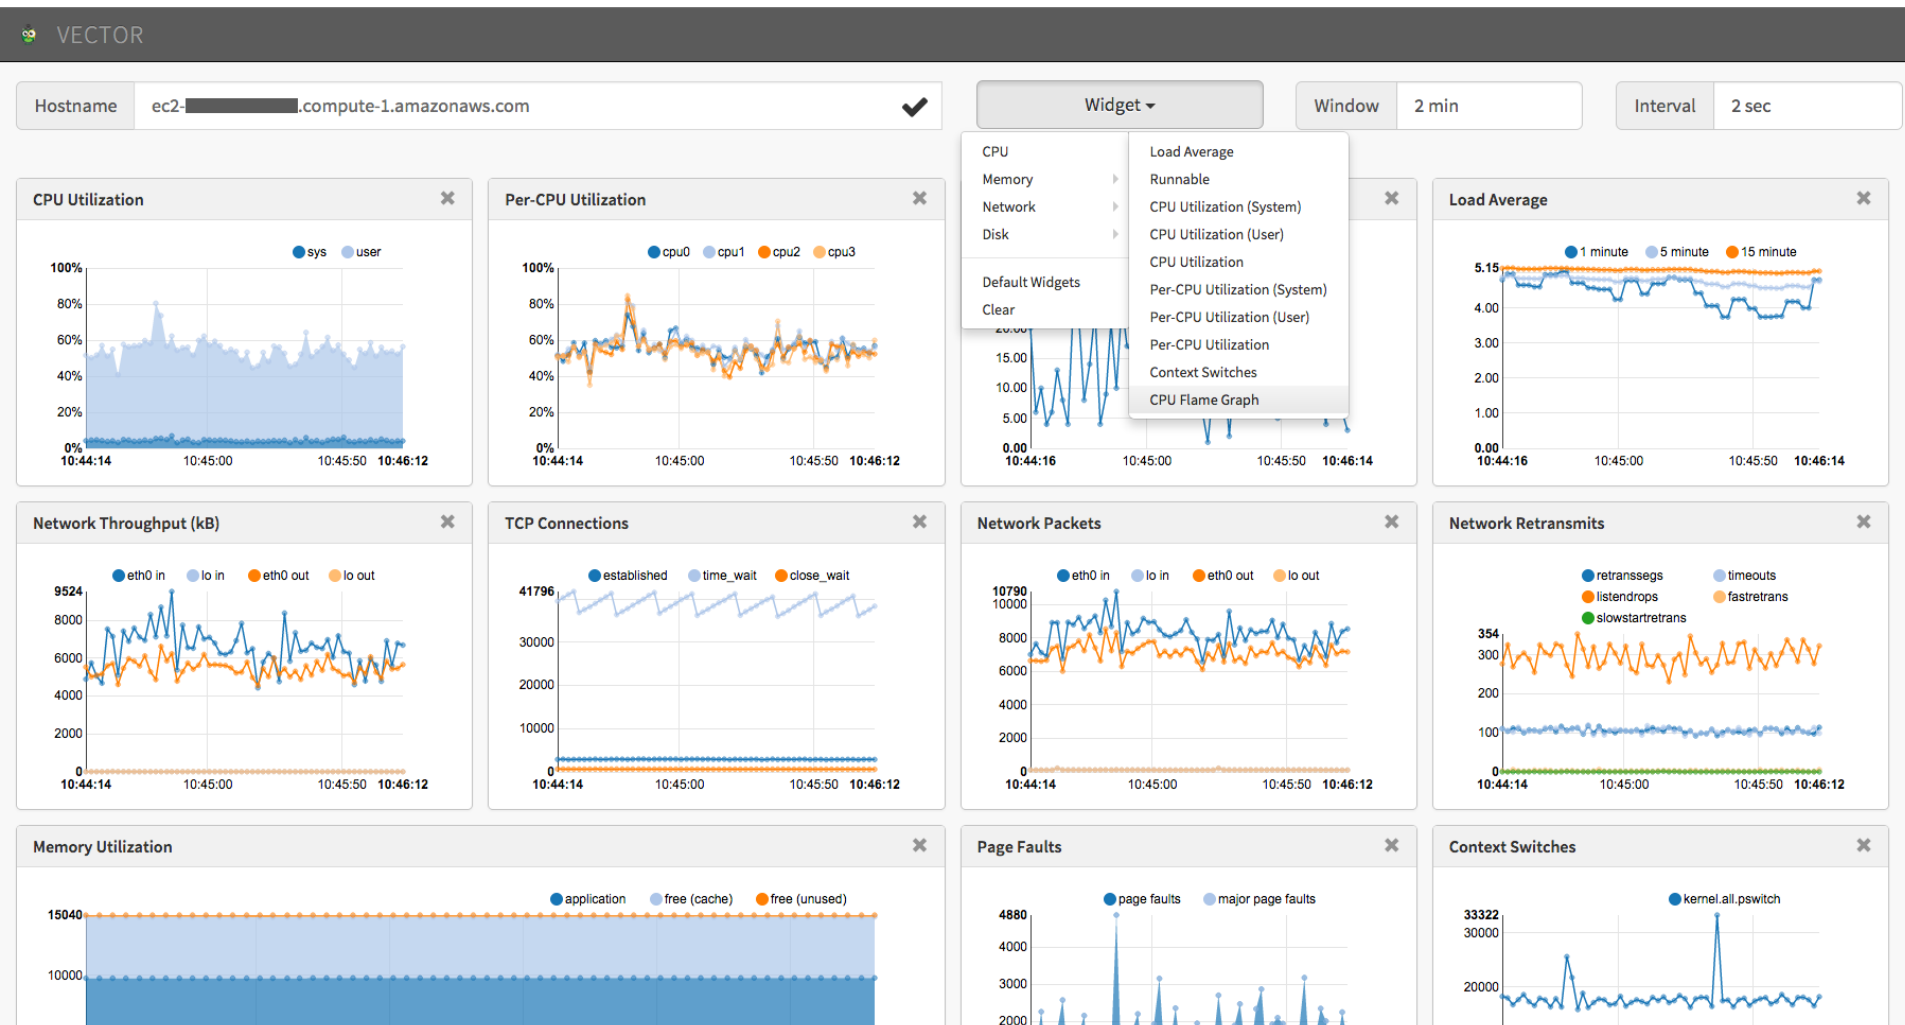 VECTOR
Hostname ec2- .compute-1.amazonaws.com Widget Window 2 min Interval 2 sec
CPU
Memory
Network
Disk
Default Widgets
Clear
Load Average
Runnable
CPU Utilization (System)
CPU Utilization (User)
CPU Utilization
Per-CPU Utilization (System)
Per-CPU Utilization (User)
Per-CPU Utilization
Context Switches
CPU Flame Graph
CPU Utilization
sys user
100%
80%
60%
40%
20%
0%
10:44:14 10:45:00 10:45:50 10:46:12
Per-CPU Utilization
cpu0 cpu1 cpu2 cpu3
100%
80%
60%
40%
20%
0%
10:44:14 10:45:00 10:45:50 10:46:12
15.00
10.00
5.00
0.00
10:44:16 10:45:00 10:45:50 10:46:14
Load Average
1 minute 5 minute 15 minute
5.15
4.00
3.00
2.00
1.00
0.00
10:44:16 10:45:00 10:45:50 10:46:14
Network Throughput (kB)
eth0 in lo in eth0 out lo out
9524
8000
6000
4000
2000
0
10:44:14 10:45:00 10:45:50 10:46:12
TCP Connections
established time_wait close_wait
41796
30000
20000
10000
0
10:44:14 10:45:00 10:45:50 10:46:12
Network Packets
eth0 in lo in eth0 out lo out
10790
10000
8000
6000
4000
2000
0
10:44:14 10:45:00 10:45:50 10:46:12
Network Retransmits
retranssegs timeouts
listendrops fastretrans
slowstartretrans
354
300
200
100
0
10:44:14 10:45:00 10:45:50 10:46:12
Memory Utilization
application free (cache) free (unused)
15040
10000
Page Faults
page faults major page faults
4880
4000
3000
2000
Context Switches
kernel.all.pswitch
33322
30000
20000